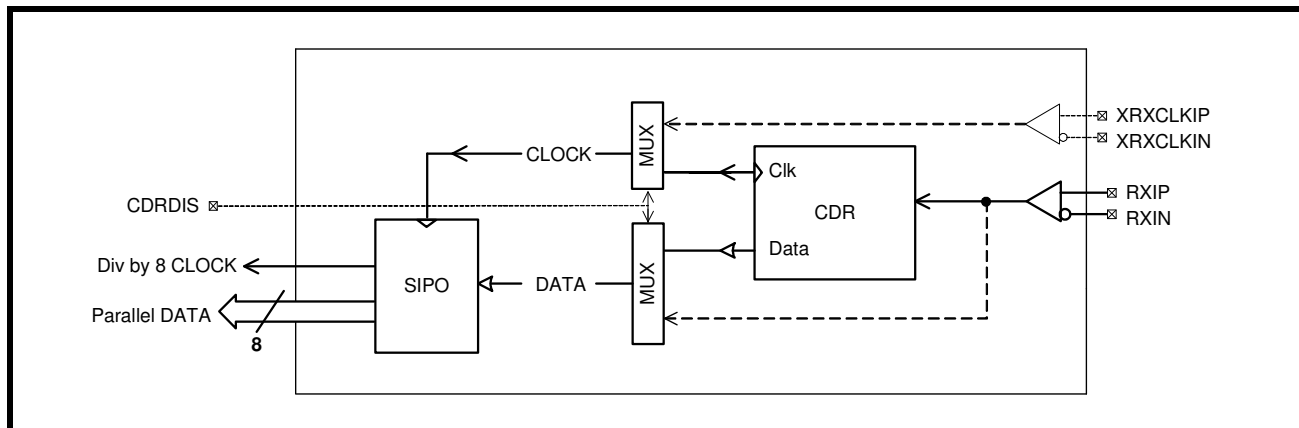 XRXCLKIP
XRXCLKIN
MUX
CLOCK
Clk
CDR
RXIP
RXIN
CDRDIS
Data
MUX
Div by 8 CLOCK
SIPO
DATA
Parallel DATA
8